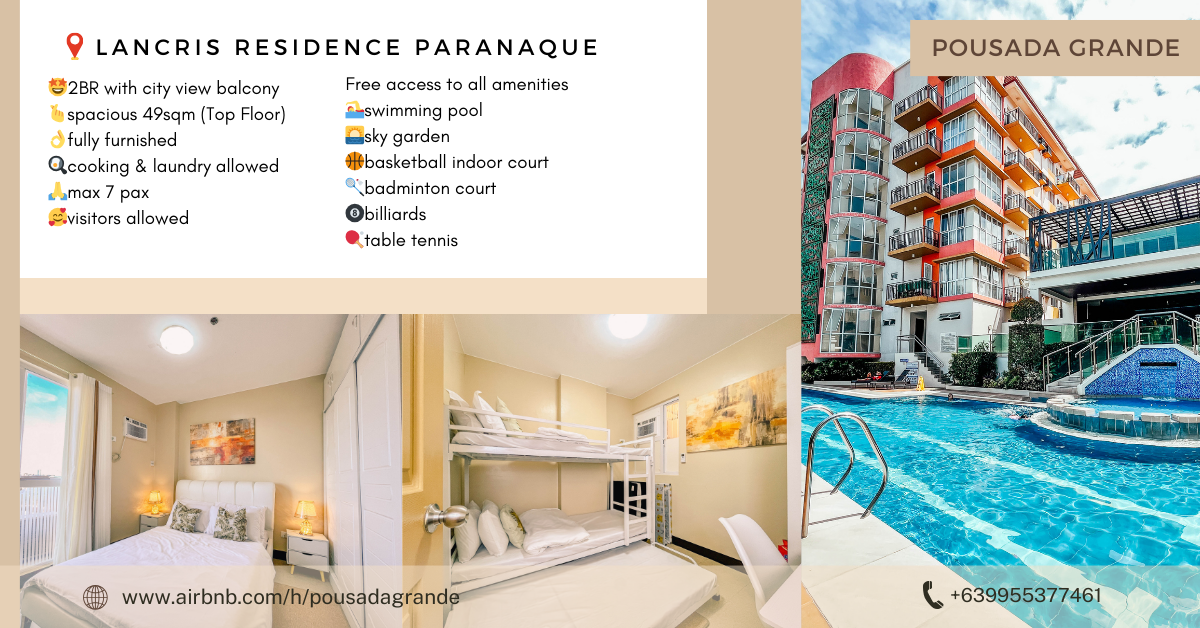 LANCRIS RESIDENCE PARANAQUE
🤩2BR with city view balcony
🫰spacious 49sqm (Top Floor)
👌fully furnished
🍳cooking & laundry allowed
🙏max 7 pax
🥰visitors allowed
Free access to all amenities
🏊swimming pool
🌅sky garden
🏀basketball indoor court
🏸badminton court
🎱billiards
🏓table tennis
POUSADA GRANDE
www.airbnb.com/h/pousadagrande
+639955377461